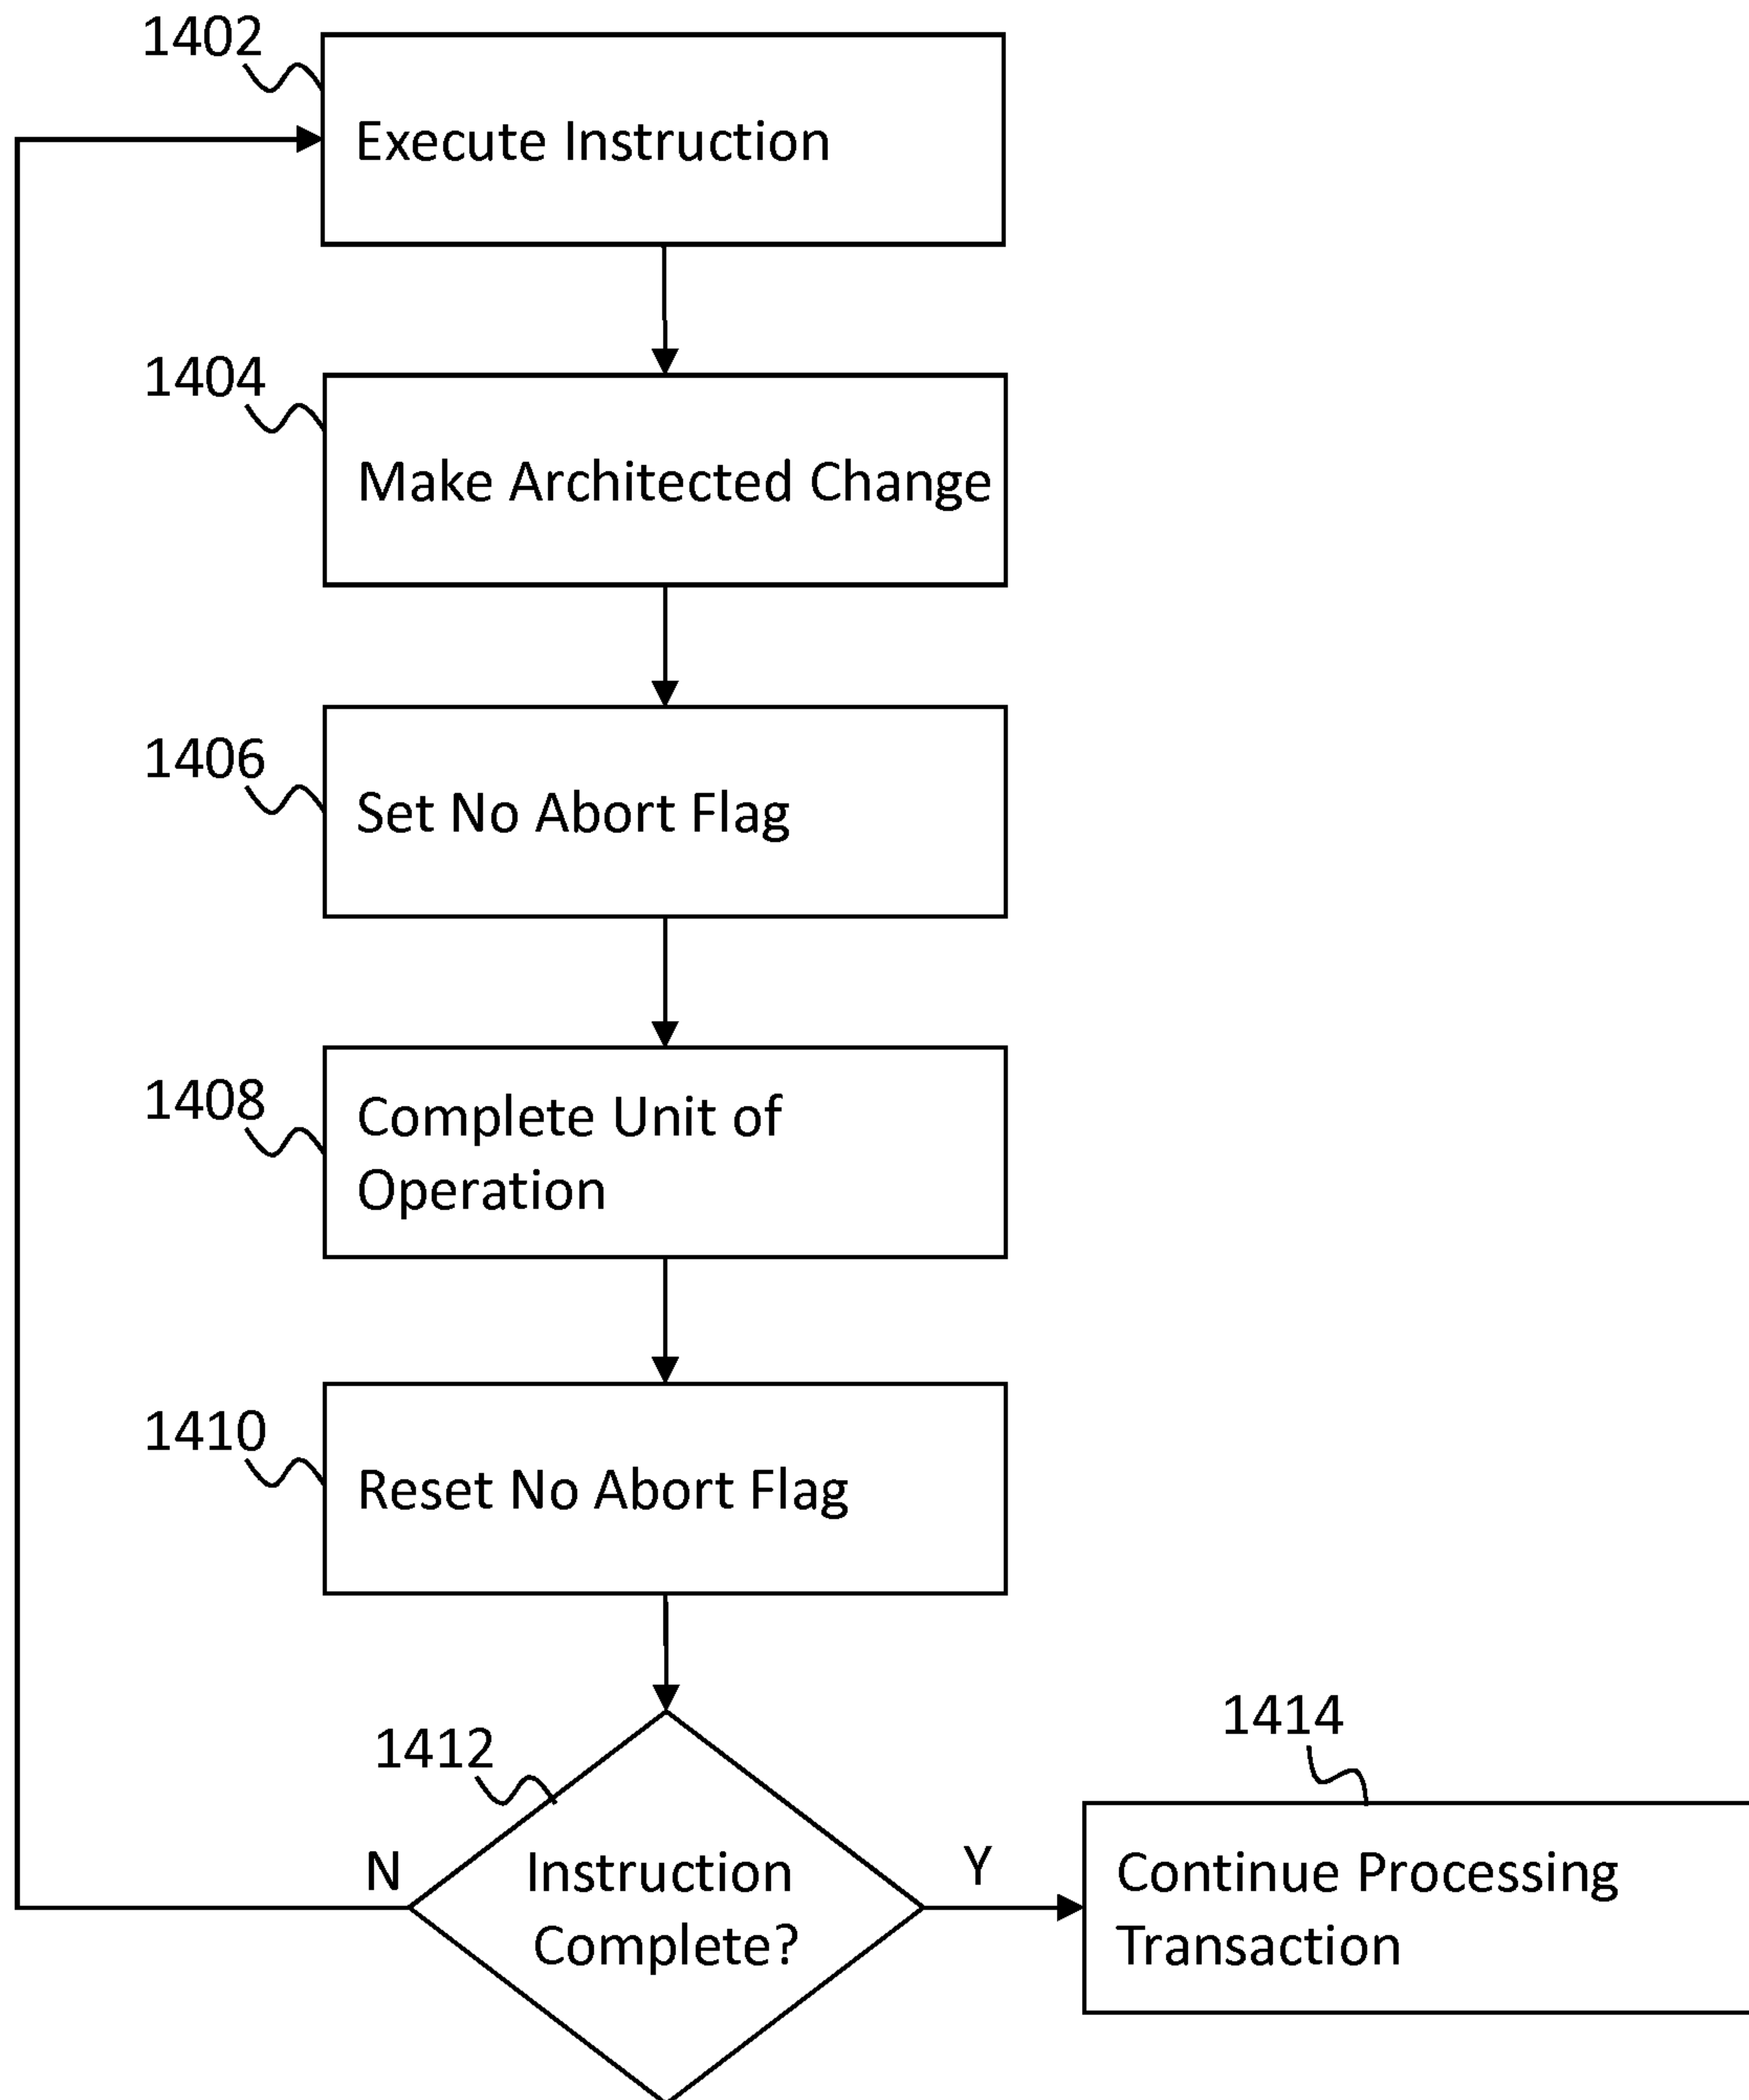 1402
Execute Instruction
1404
Make Architected Change
1406
Set No Abort Flag
1408
Complete Unit of
Operation
1410
Reset No Abort Flag
1412
N
Instruction
Complete?
Y
1414
Continue Processing
Transaction